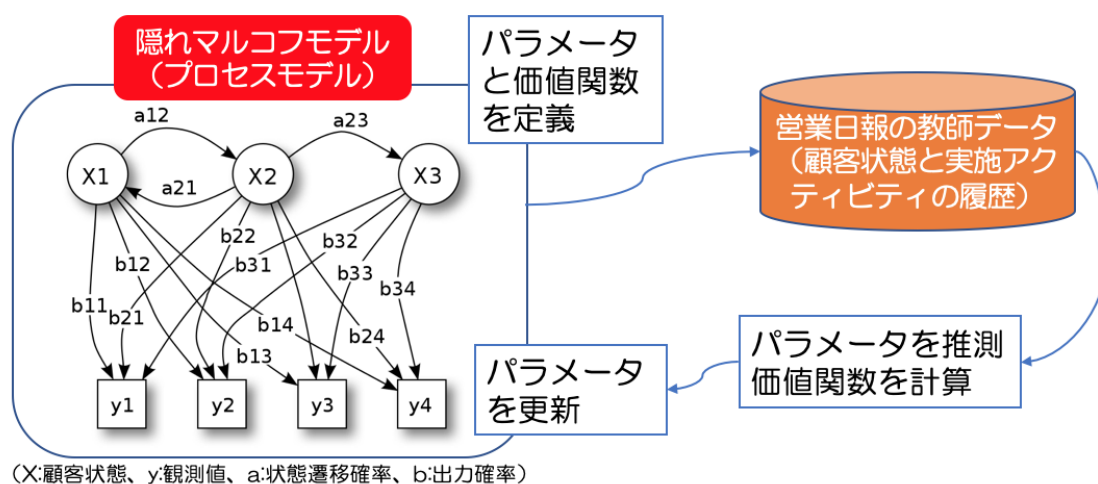 隠れマルコフモデル
（プロセスモデル）
パラメータ
と価値関数
を定義
営業日報の教師データ
（顧客状態と実施アク
ティビティの履歴）
a12
a23
X1
X2
X3
a21
b22
b32
b12
b31
b33
b34
b11
b21
b14
b24
b13
y1
y2
y3
y4
パラメータ
を更新
パラメータを推測
価値関数を計算
（X:顧客状態、y:観測値、a:状態遷移確率、b:出力確率）